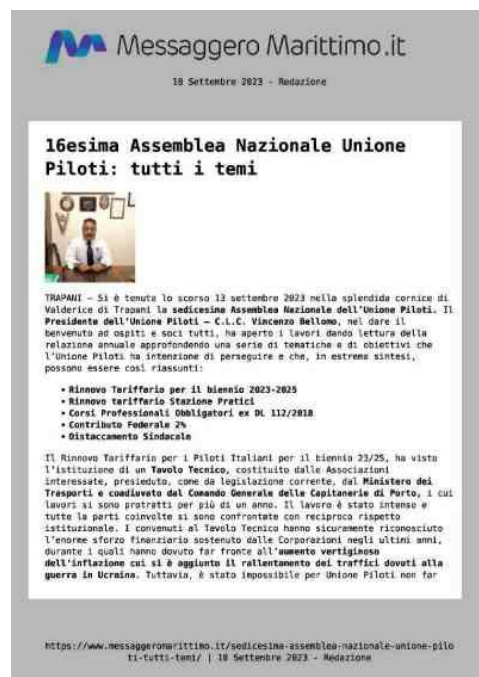 Messaggero Marittimo.it
18 Settembre 2023 - Redazione
16esima Assemblea Nazionale Unione
Piloti: tutti i temi
TRAPANI – Si è tenuta lo scorso 13 settembre 2023 nella splendida cornice di
Valderice di Trapani la sedicesima Assemblea Nazionale dell'Unione Piloti. Il
Presidente dell'Unione Piloti – C.L.C. Vincenzo Bellomo, nel dare il
benvenuto ad ospiti e soci tutti, ha aperto i lavori dando lettura della
relazione annuale approfondendo una serie di tematiche e di obiettivi che
l'Unione Piloti ha intenzione di perseguire e che, in estrema sintesi,
possono essere così riassunti:
• Rinnovo Tariffario per il biennio 2023-2025
• Rinnovo tariffario Stazione Pratici
• Corsi Professionali Obbligatori ex DL 112/2018
• Contributo Federale 2%
• Distaccamento Sindacale
Il Rinnovo Tariffario per i Piloti Italiani per il biennio 23/25, ha visto
l'istituzione di un Tavolo Tecnico, costituito dalle Associazioni
interessate, presieduto, come da legislazione corrente, dal Ministero dei
Trasporti e coadiuvato dal Comando Generale delle Capitanerie di Porto, i cui
lavori si sono protratti per più di un anno. Il lavoro è stato intenso e
tutte la parti coinvolte si sono confrontate con reciproco rispetto
istituzionale. I convenuti al Tavolo Tecnico hanno sicuramente riconosciuto
l'enorme sforzo finanziario sostenuto dalle Corporazioni negli ultimi anni,
durante i quali hanno dovuto far fronte all'aumento vertiginoso
dell'inflazione cui si è aggiunto il rallentamento dei traffici dovuti alla
guerra in Ucraina. Tuttavia, è stato impossibile per Unione Piloti non far
https://www.messaggeromarittimo.it/sedicesima-assemblea-nazionale-unione-pilo
ti-tutti-temi/ | 18 Settembre 2023 - Redazione